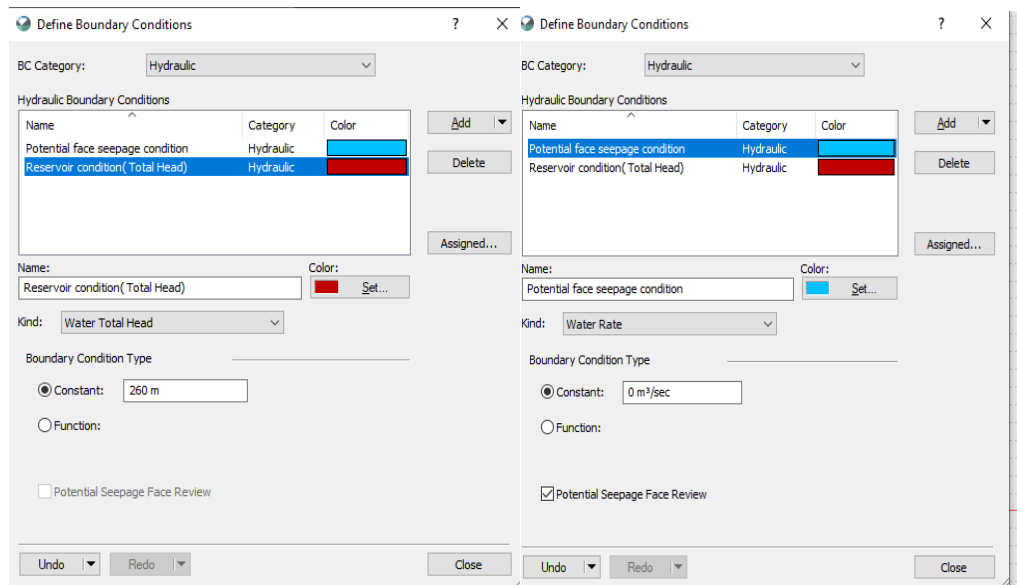 Define Boundary Conditions ? ×
BC Category: Hydraulic
Hydraulic Boundary Conditions
Name Category Color
Add
Potential face seepage condition Hydraulic
Reservoir condition( Total Head) Hydraulic
Delete
Assigned...
Name: Color:
Reservoir condition( Total Head) Set...
Kind: Water Total Head
Boundary Condition Type
Constant: 260 m
Function:
Potential Seepage Face Review
Undo Redo Close
Define Boundary Conditions ? ×
BC Category: Hydraulic
Hydraulic Boundary Conditions
Name Category Color
Add
Potential face seepage condition Hydraulic
Reservoir condition( Total Head) Hydraulic
Delete
Assigned...
Name: Color:
Potential face seepage condition Set...
Kind: Water Rate
Boundary Condition Type
Constant: 0 m³/sec
Function:
Potential Seepage Face Review
Undo Redo Close